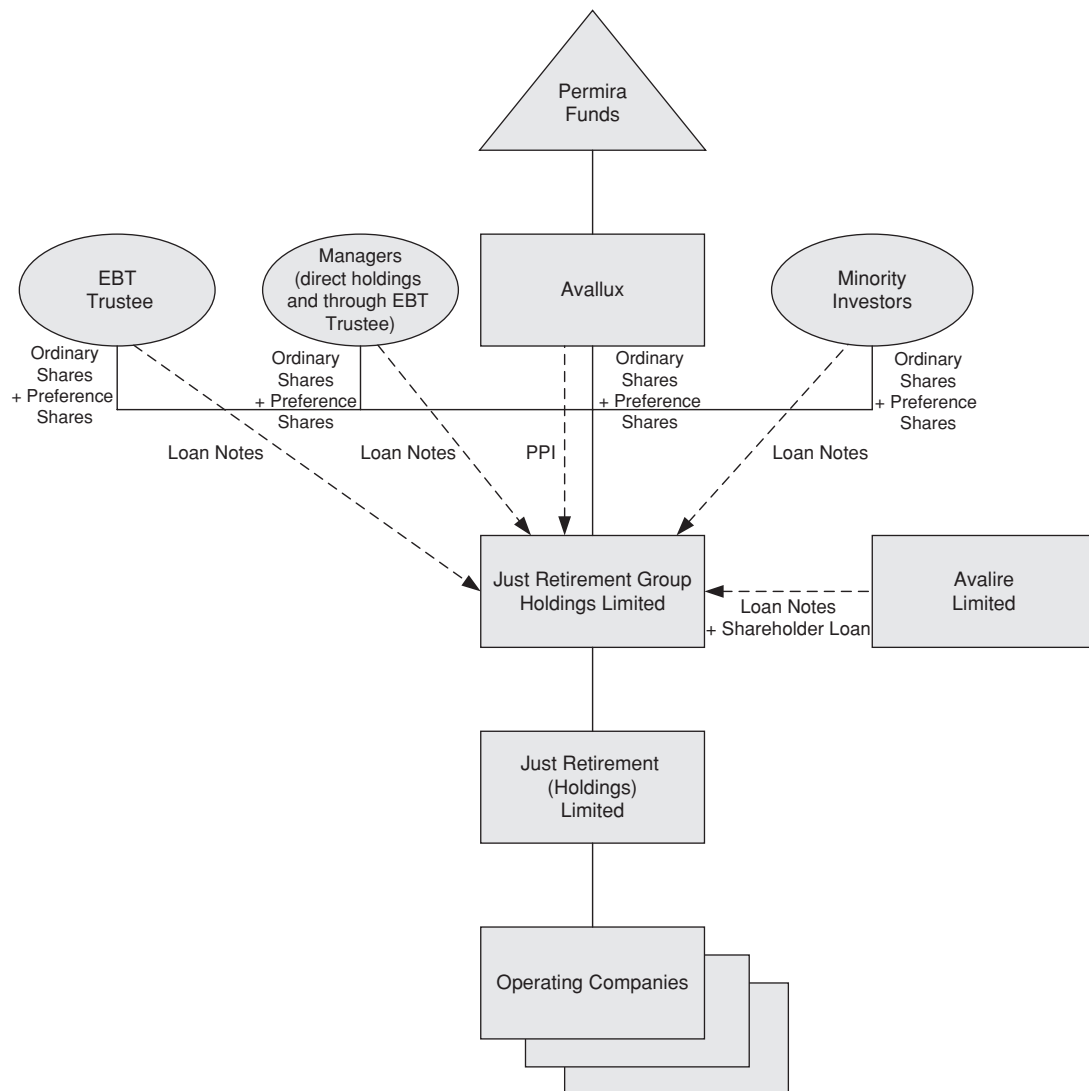 Permira
Funds
EBT
Trustee
Managers
(direct holdings
and through EBT
Trustee)
Avallux
Minority
Investors
Ordinary
Shares
+ Preference
Shares
Ordinary
Shares
+ Preference
Shares
Ordinary
Shares
+ Preference
Shares
Ordinary
Shares
+ Preference
Shares
Loan Notes
Loan Notes
PPI
Loan Notes
Just Retirement Group
Holdings Limited
Loan Notes
+ Shareholder Loan
Avalire
Limited
Just Retirement
(Holdings)
Limited
Operating Companies